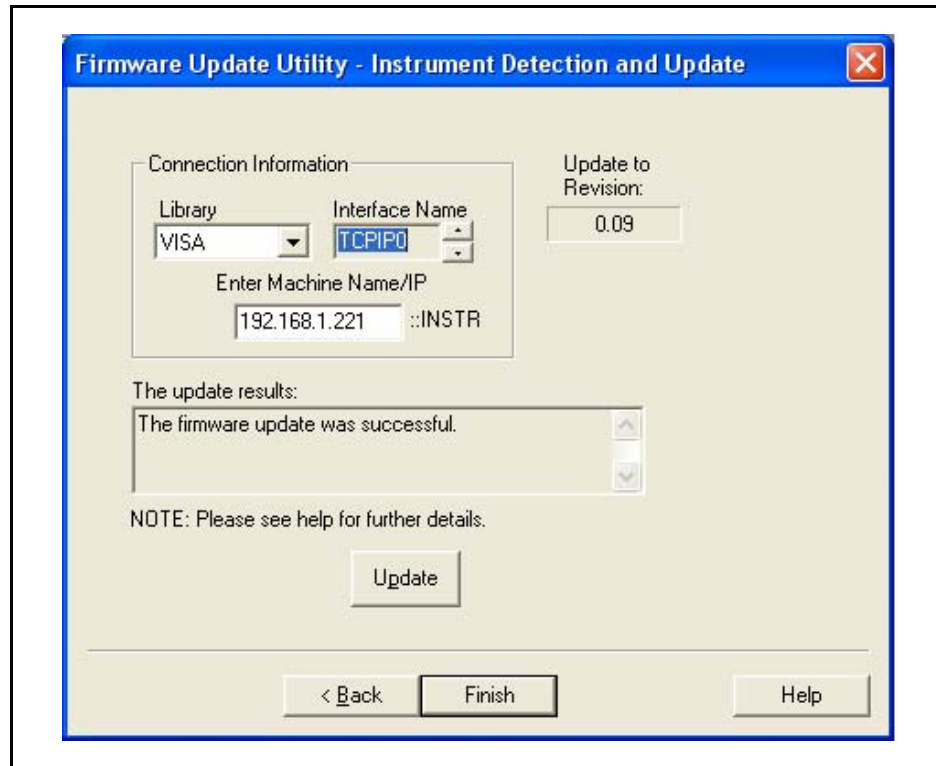 Firmware Update Utility - Instrument Detection and Update
Connection Information
Library
Interface Name
VISA
TCPIP0
Enter Machine Name/IP
192.168.1.221 ::INSTR
Update to
Revision:
0.09
The update results:
The firmware update was successful.
NOTE: Please see help for further details.
Update
< Back
Finish
Help